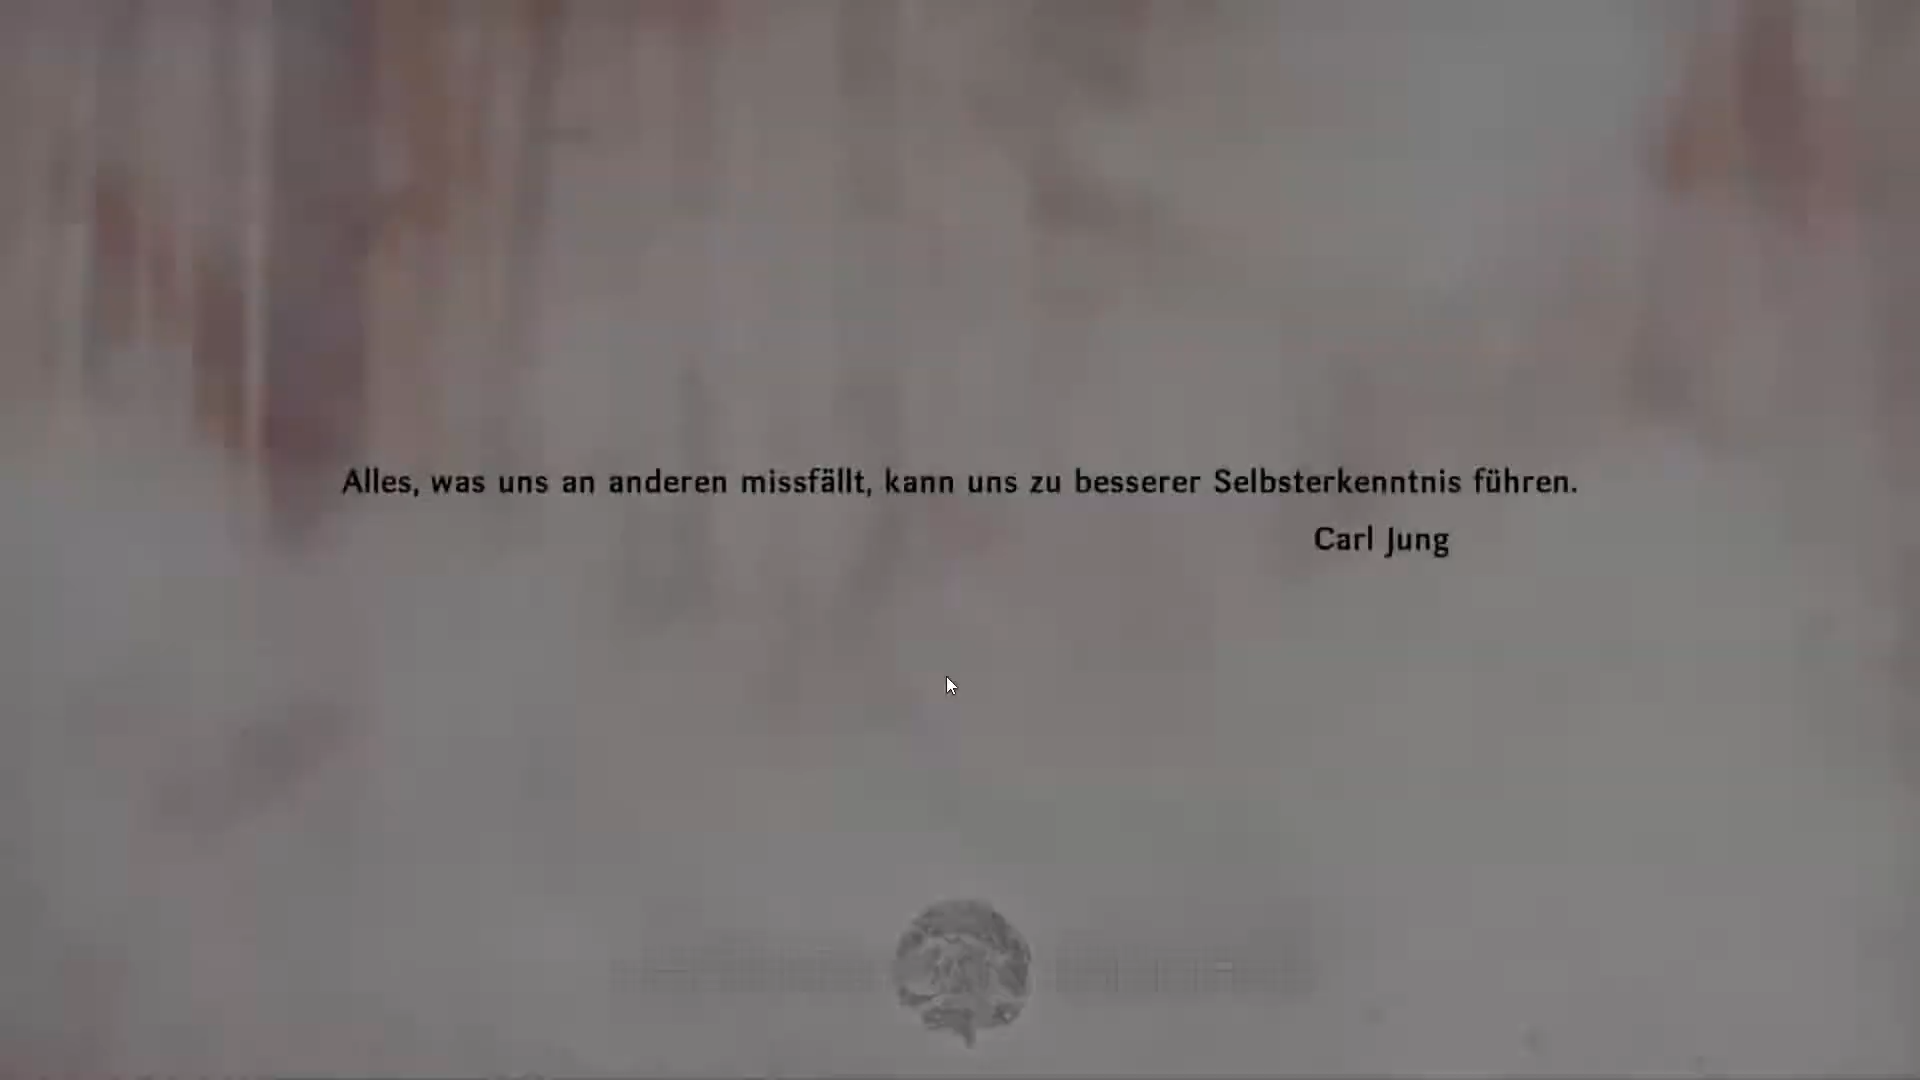 Alles, was uns an anderen missfällt, kann uns zu besserer Selbsterkenntnis führen.
Carl Jung